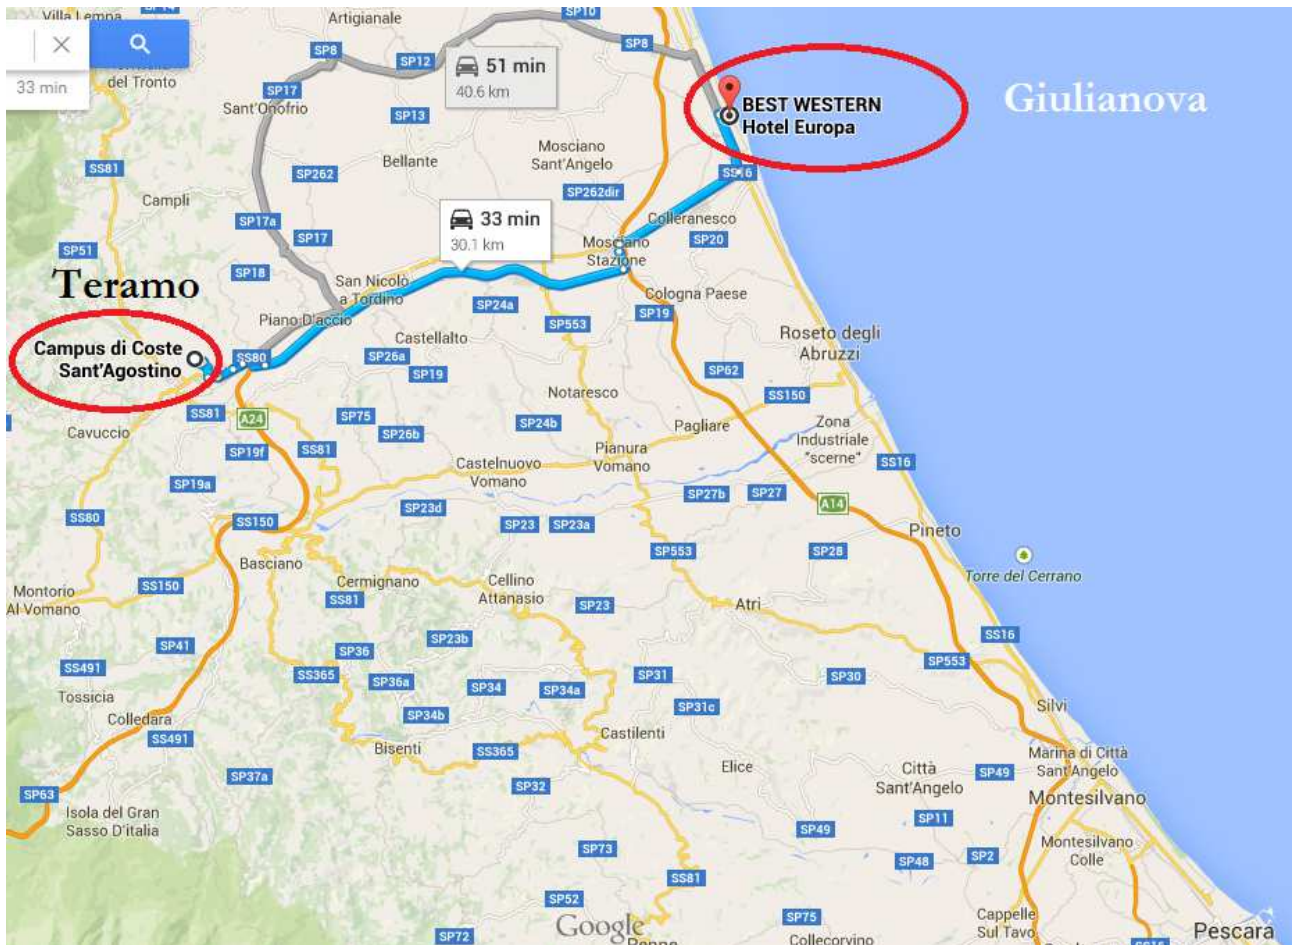 Villa Lempa
SP14
Artigianale
SP10
SP8
SP8
33 min
del Tronto
SP12
51 min
40.6 km
SP17
Sant'Onofrio
SP13
BEST WESTERN
Hotel Europa
Giulianova
Mosciano
Sant'Angelo
Bellante
SS81
SP262
SS16
SP262dir
Campli
SP17a
SP17
33 min
30.1 km
Colleranesco
SP20
Mosciano
Stazione
SP51
SP18
Teramo
San Nicolò
a Tordino
SP24a
Cologna Paese
SP19
Piano D'accio
SP553
Castellalto
Roseto degli
Abruzzi
Campus di Coste
Sant'Agostino
SS80
SP26a
SP19
SP62
Notaresco
SS150
SS81
A24
SP75
SP24b
Pagliare
Zona
Industriale
"scerne"
Cavuccio
SP26b
SP19f
SS81
Pianura
Vomano
Castelnuovo
Vomano
SS16
SP19a
SP27b
SP27
A14
SP23d
SS80
SS150
SP23
SP23a
Pineto
Basciano
SP553
SP28
Torre del Cerrano
Montorio
Al Vomano
SS150
Cermignano
SS81
Cellino
Attanasio
SP23
Atri
SS16
SP41
SP23b
SP36
SP553
SS491
SS365
SP36a
SP34
SP34a
SP31
SP30
Tossicia
SP34b
SP31c
Silvi
Colledara
SS491
Bisenti
SS365
Castilenti
Marina di Città
Sant'Angelo
Elice
Città
Sant'Angelo
SP49
SP37a
SP32
SP63
Montesilvano
Isola del Gran
Sasso D'italia
SP11
SP49
Montesilvano
Colle
SP73
SP48
SP2
SS81
SP52
SP75
Cappelle
Sul Tavo
Google
Pescara
SP72
Penne
Collecorvino
SS16